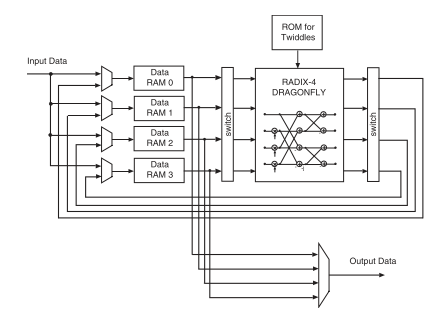 Input Data
ROM for
Twiddles
Data
RAM 0
Data
RAM 1
Data
RAM 2
Data
RAM 3
switch
RADIX-4
DRAGONFLY
switch
Output Data